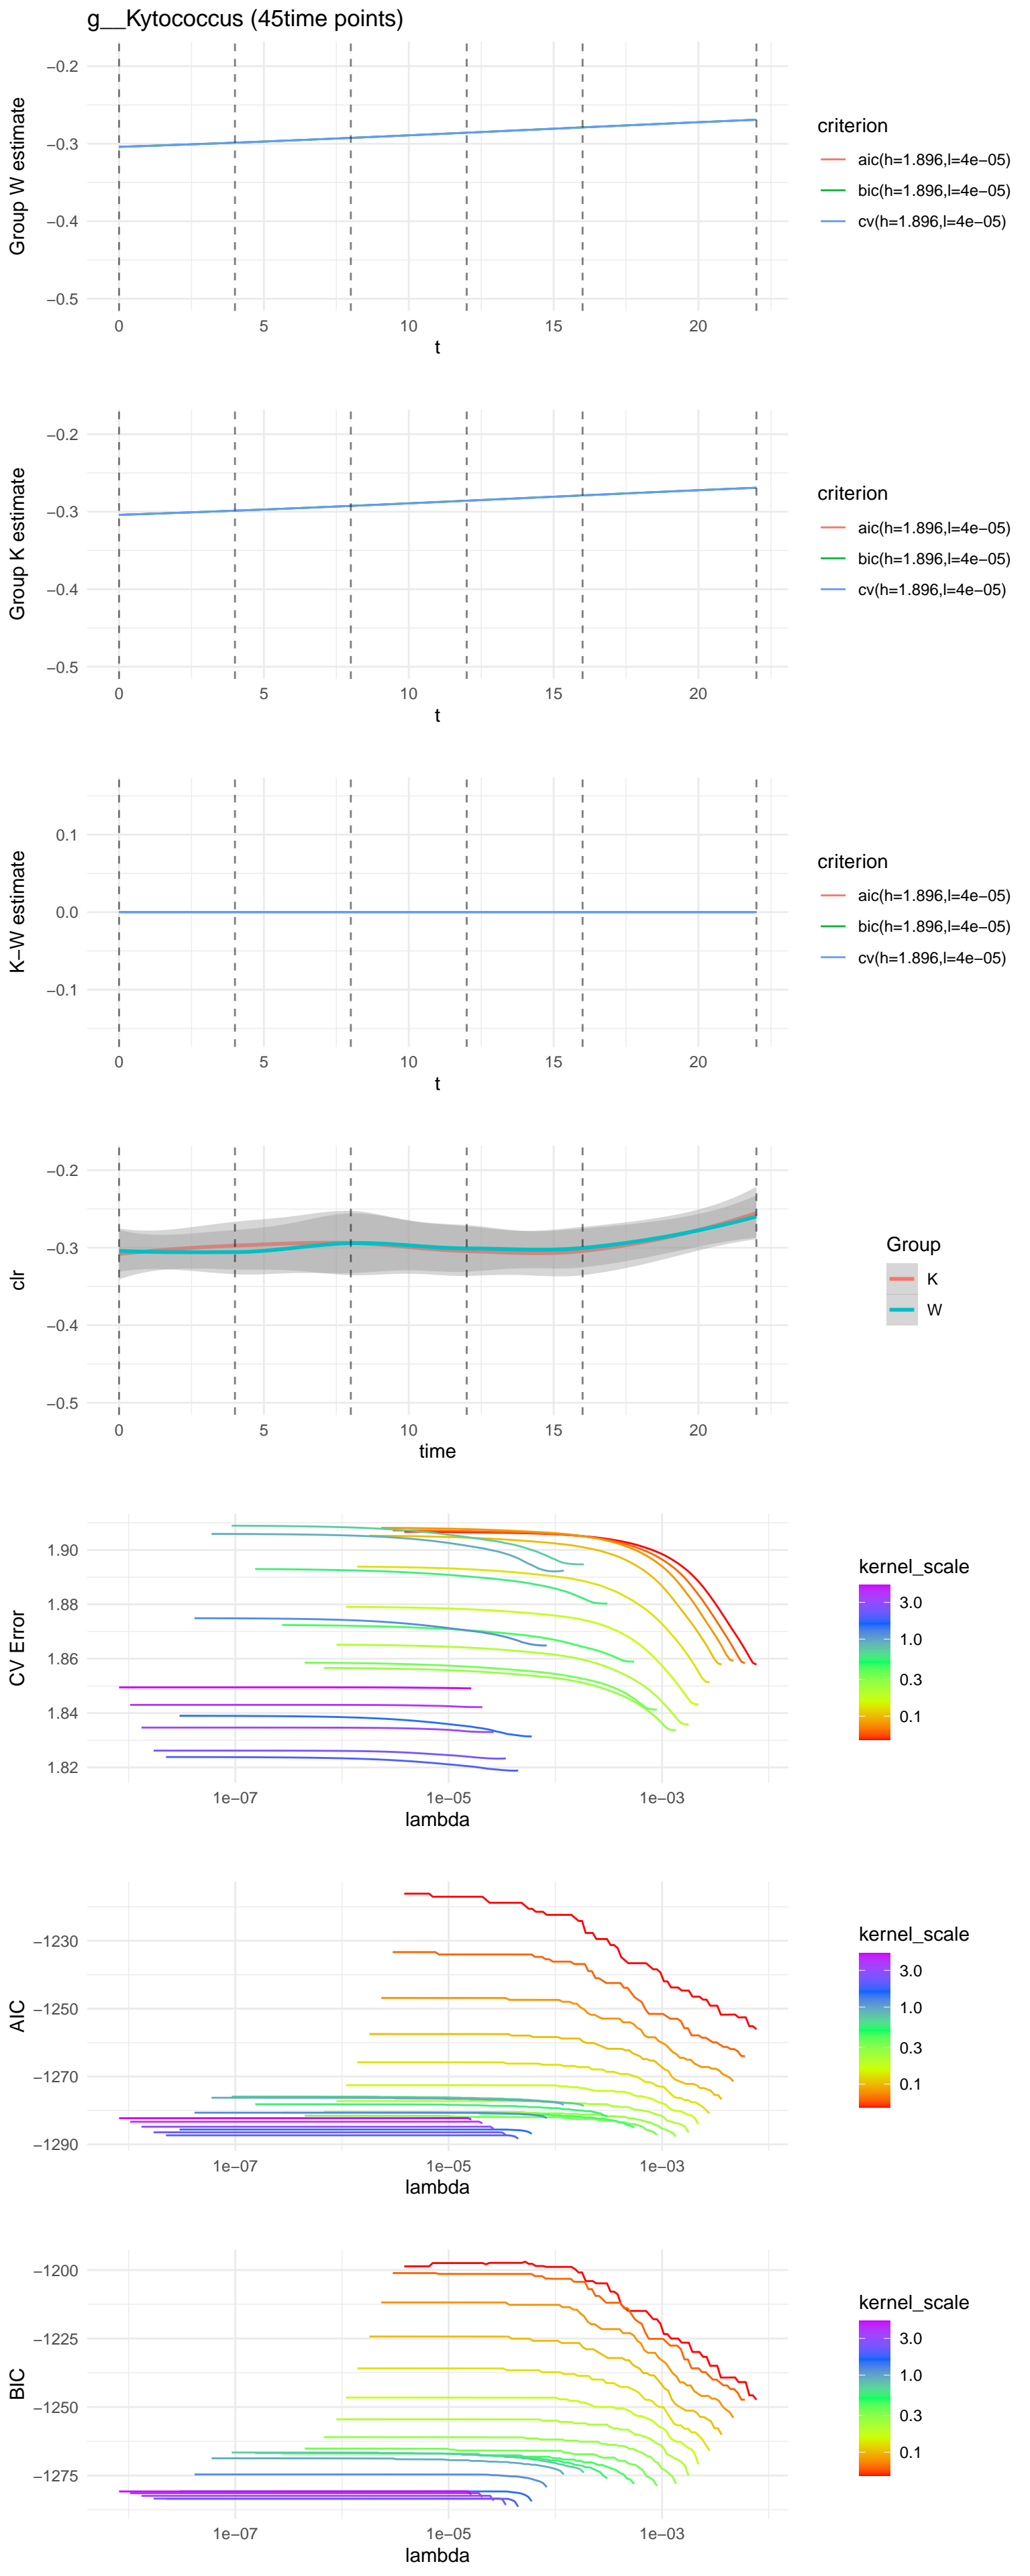 g__Kytococcus (45time points)
Group W estimate
−0.2
−0.3
−0.4
−0.5
0 5 10 15 20
t
criterion
aic(h=1.896,l=4e−05)
bic(h=1.896,l=4e−05)
cv(h=1.896,l=4e−05)
Group K estimate
−0.2
−0.3
−0.4
−0.5
0 5 10 15 20
t
criterion
aic(h=1.896,l=4e−05)
bic(h=1.896,l=4e−05)
cv(h=1.896,l=4e−05)
K−W estimate
0.1
0.0
−0.1
0 5 10 15 20
t
criterion
aic(h=1.896,l=4e−05)
bic(h=1.896,l=4e−05)
cv(h=1.896,l=4e−05)
clr
−0.2
−0.3
−0.4
−0.5
0 5 10 15 20
time
Group
K
W
CV Error
1.90
1.88
1.86
1.84
1.82
1e−07 1e−05 1e−03
lambda
kernel_scale
3.0
1.0
0.3
0.1
AIC
−1230
−1250
−1270
−1290
1e−07 1e−05 1e−03
lambda
kernel_scale
3.0
1.0
0.3
0.1
BIC
−1200
−1225
−1250
−1275
1e−07 1e−05 1e−03
lambda
kernel_scale
3.0
1.0
0.3
0.1